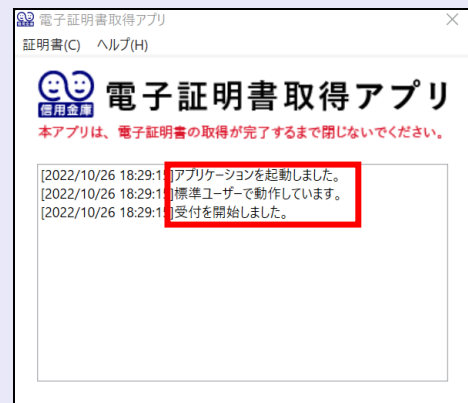 電子証明書取得アプリ
証明書(C) ヘルプ(H)
信用金庫
電子証明書取得アプリ
本アプリは、電子証明書の取得が完了するまで閉じないでください。
[2022/10/26 18:29:15]アプリケーションを起動しました。
[2022/10/26 18:29:15]標準ユーザーで動作しています。
[2022/10/26 18:29:15]受付を開始しました。